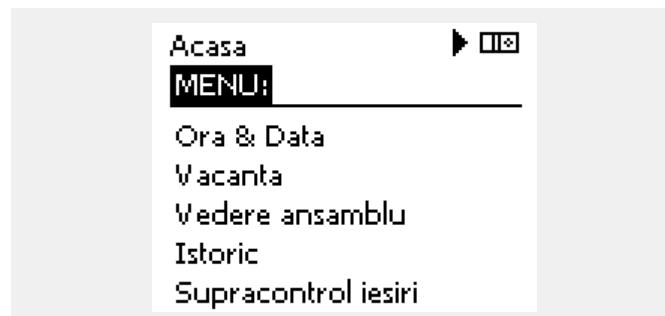 Acasa
MENU:
Ora & Data
Vacanta
Vedere ansamblu
Istoric
Supracontrol iesiri